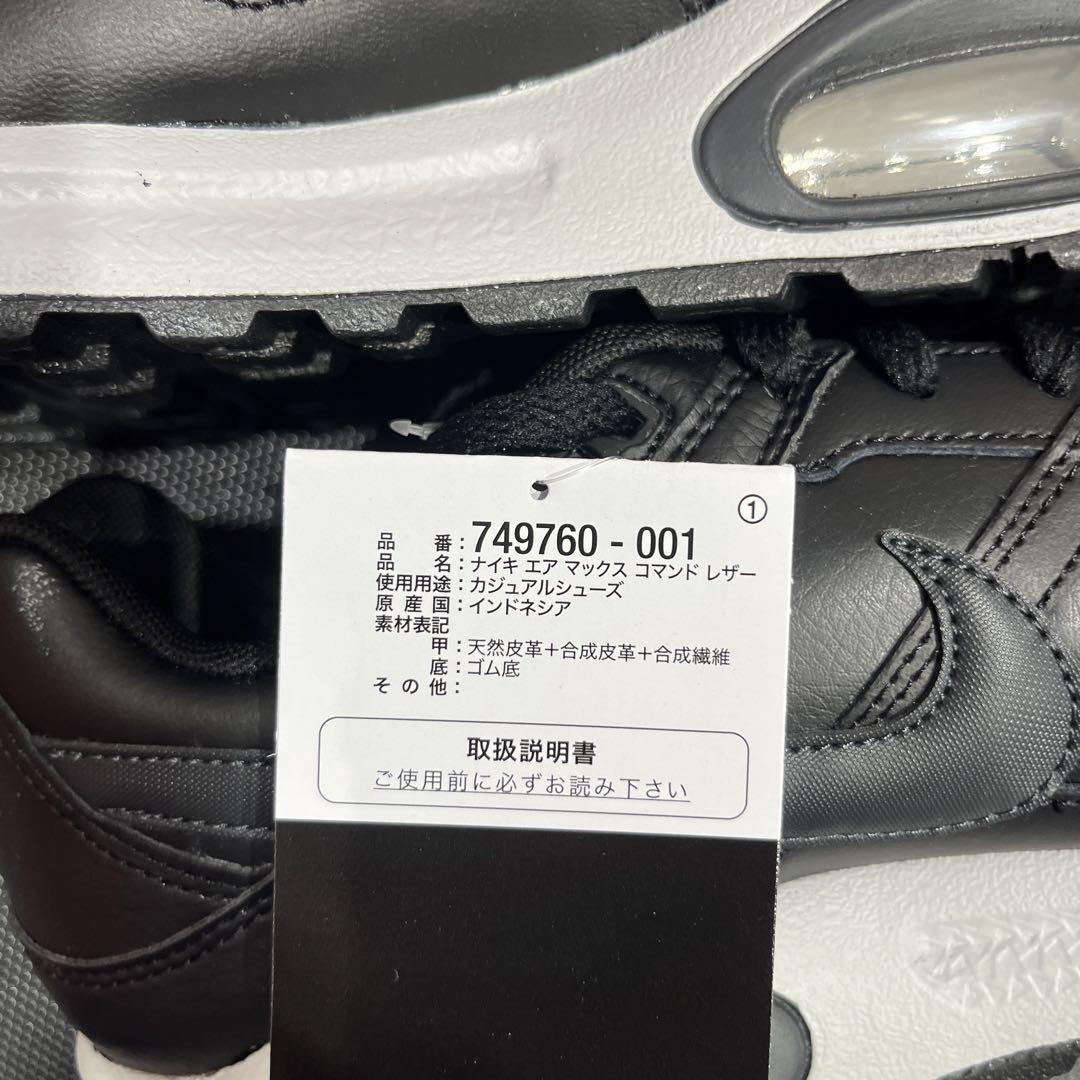 ①
品番：749760 - 001
品名：ナイキ エア マックス コマンド レザー
使用用途：カジュアルシューズ
原産国：インドネシア
素材表記
甲：天然皮革＋合成皮革＋合成繊維
底：ゴム底
その他：
取扱説明書
ご使用前に必ずお読み下さい